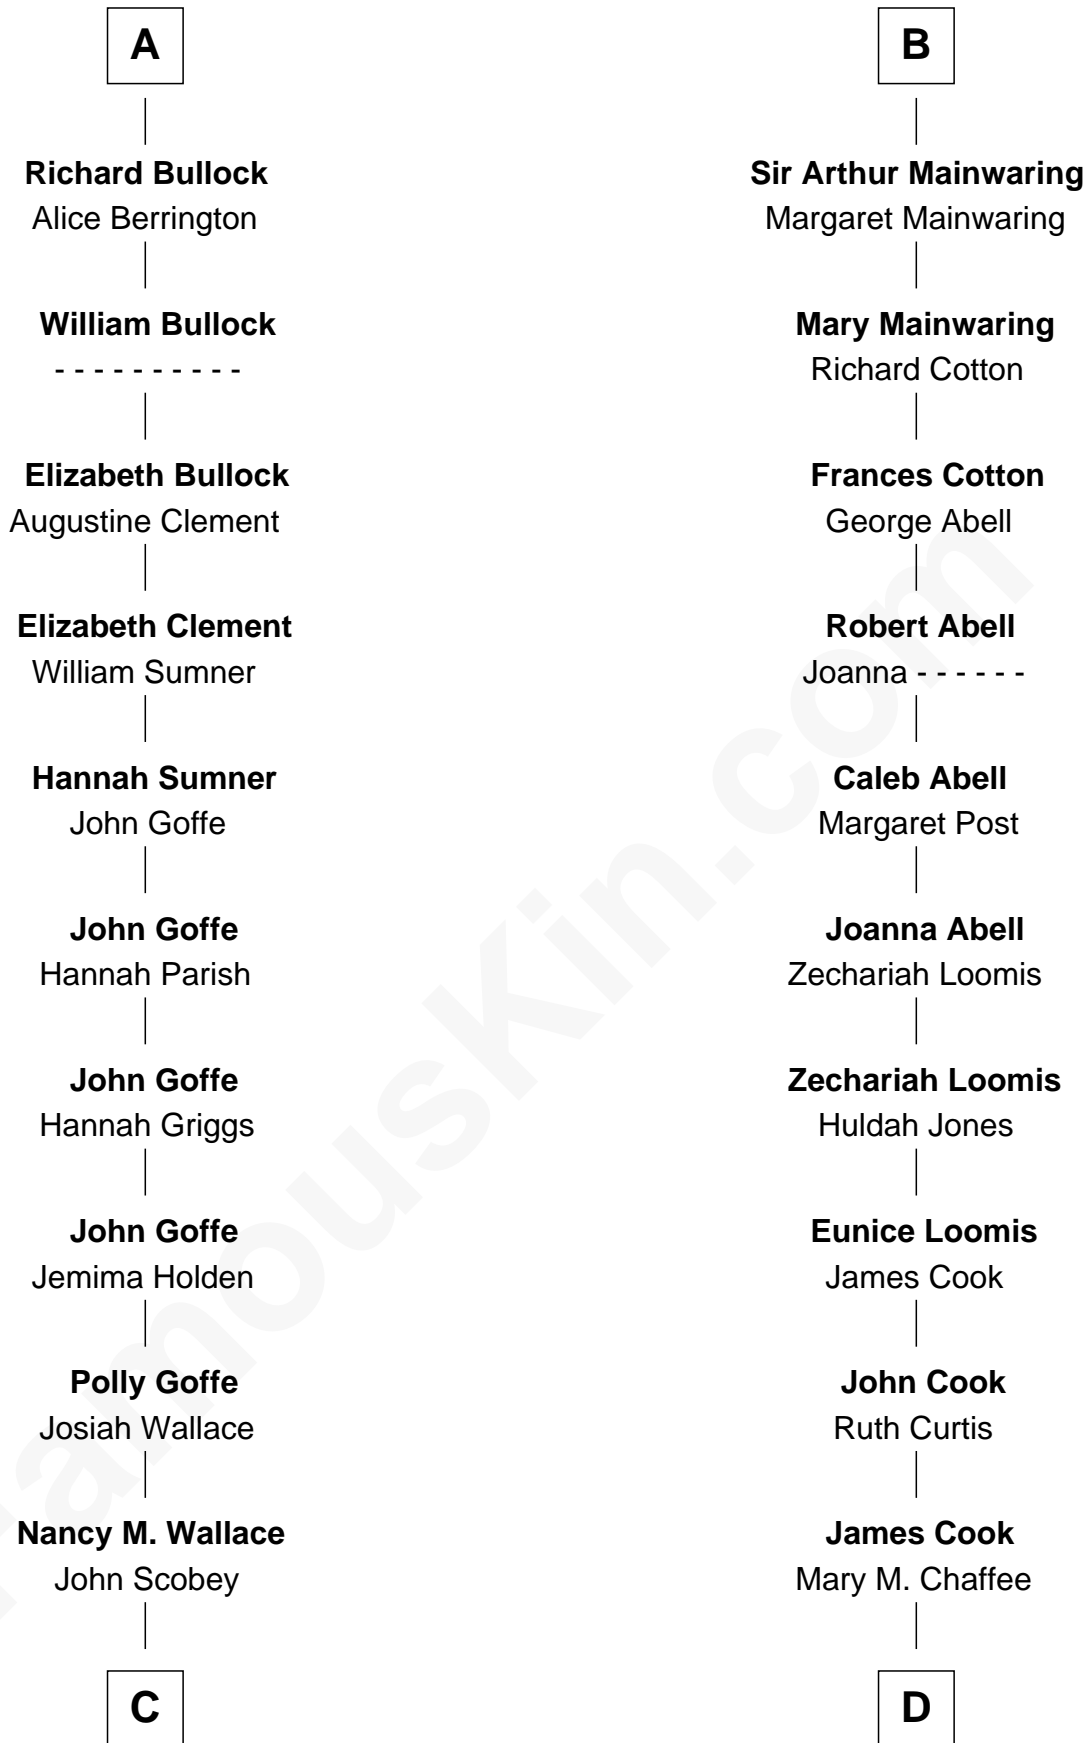 A
Richard Bullock
Alice Berrington
William Bullock
- - - - - - - - - -
Elizabeth Bullock
Augustine Clement
Elizabeth Clement
William Sumner
Hannah Sumner
John Goffe
John Goffe
Hannah Parish
John Goffe
Hannah Griggs
John Goffe
Jemima Holden
Polly Goffe
Josiah Wallace
Nancy M. Wallace
John Scobey
C
B
Sir Arthur Mainwaring
Margaret Mainwaring
Mary Mainwaring
Richard Cotton
Frances Cotton
George Abell
Robert Abell
Joanna - - - - - -
Caleb Abell
Margaret Post
Joanna Abell
Zechariah Loomis
Zechariah Loomis
Huldah Jones
Eunice Loomis
James Cook
John Cook
Ruth Curtis
James Cook
Mary M. Chaffee
D
FamousKin.com